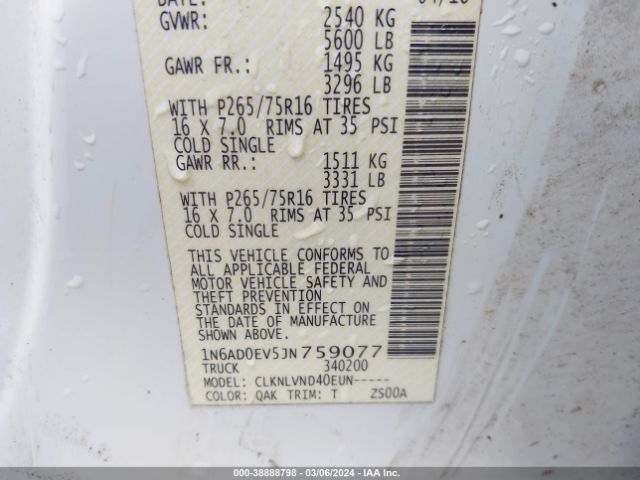 DATE: 04/18
GVWR: 2540 KG
5600 LB
GAWR FR.: 1495 KG
3296 LB
WITH P265/75R16 TIRES
16 X 7.0 RIMS AT 35 PSI
COLD SINGLE
GAWR RR.: 1511 KG
3331 LB
WITH P265/75R16 TIRES
16 X 7.0 RIMS AT 35 PSI
COLD SINGLE
THIS VEHICLE CONFORMS TO
ALL APPLICABLE FEDERAL
MOTOR VEHICLE SAFETY AND
THEFT PREVENTION
STANDARDS IN EFFECT ON
THE DATE OF MANUFACTURE
SHOWN ABOVE.
1N6AD0EV5JN759077
TRUCK 340200
MODEL: CLKNLVND40EUN-----
COLOR: QAK TRIM: T ZS00A
000-38888798 - 03/06/2024 - IAA Inc.